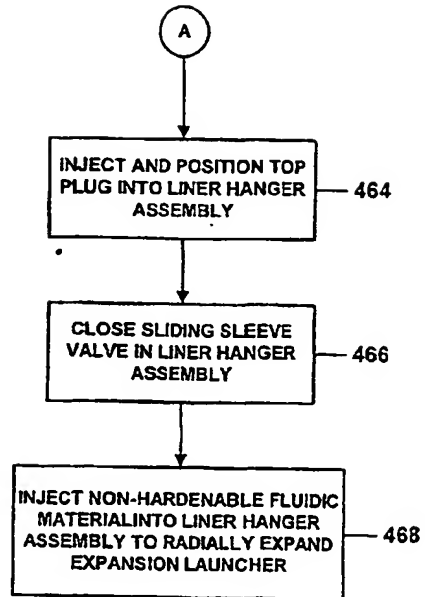 A
INJECT AND POSITION TOP
PLUG INTO LINER HANGER
ASSEMBLY
464
CLOSE SLIDING SLEEVE
VALVE IN LINER HANGER
ASSEMBLY
466
INJECT NON-HARDENABLE FLUIDIC
MATERIALINTO LINER HANGER
ASSEMBLY TO RADIALLY EXPAND
EXPANSION LAUNCHER
468